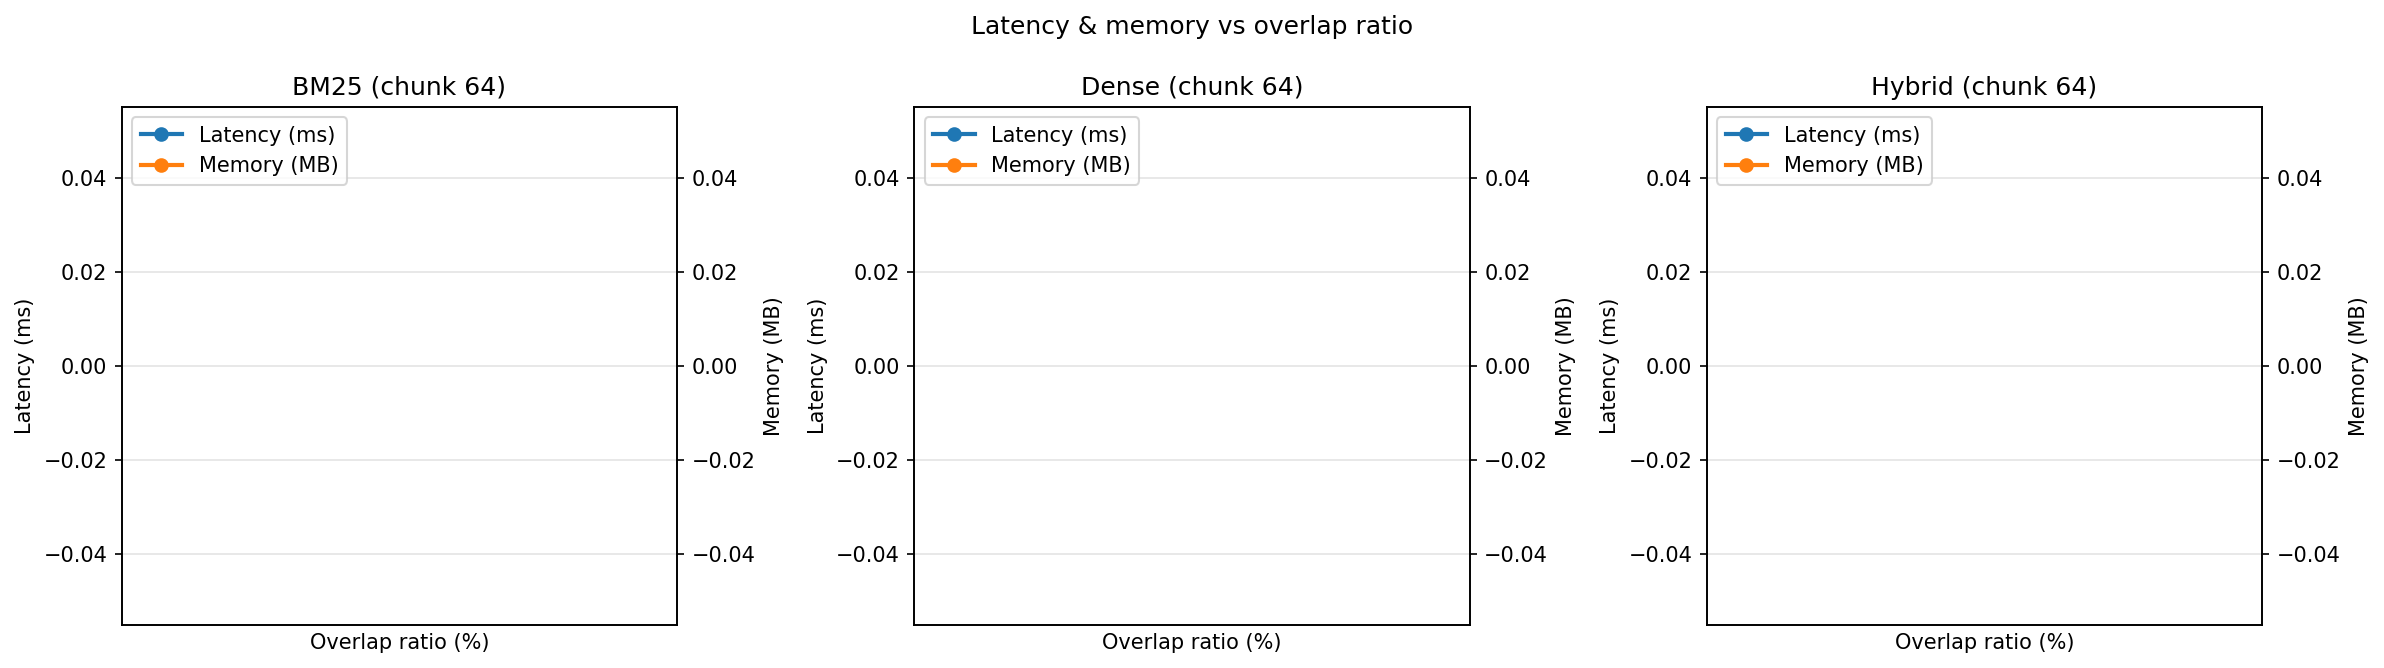 Latency & memory vs overlap ratio
BM25 (chunk 64)
Latency (ms)
Memory (MB)
0.04
0.02
0.00
−0.02
−0.04
Latency (ms)
0.04
0.02
0.00
−0.02
−0.04
Memory (MB)
Overlap ratio (%)
Dense (chunk 64)
Latency (ms)
Memory (MB)
0.04
0.02
0.00
−0.02
−0.04
Latency (ms)
0.04
0.02
0.00
−0.02
−0.04
Memory (MB)
Overlap ratio (%)
Hybrid (chunk 64)
Latency (ms)
Memory (MB)
0.04
0.02
0.00
−0.02
−0.04
Latency (ms)
0.04
0.02
0.00
−0.02
−0.04
Memory (MB)
Overlap ratio (%)